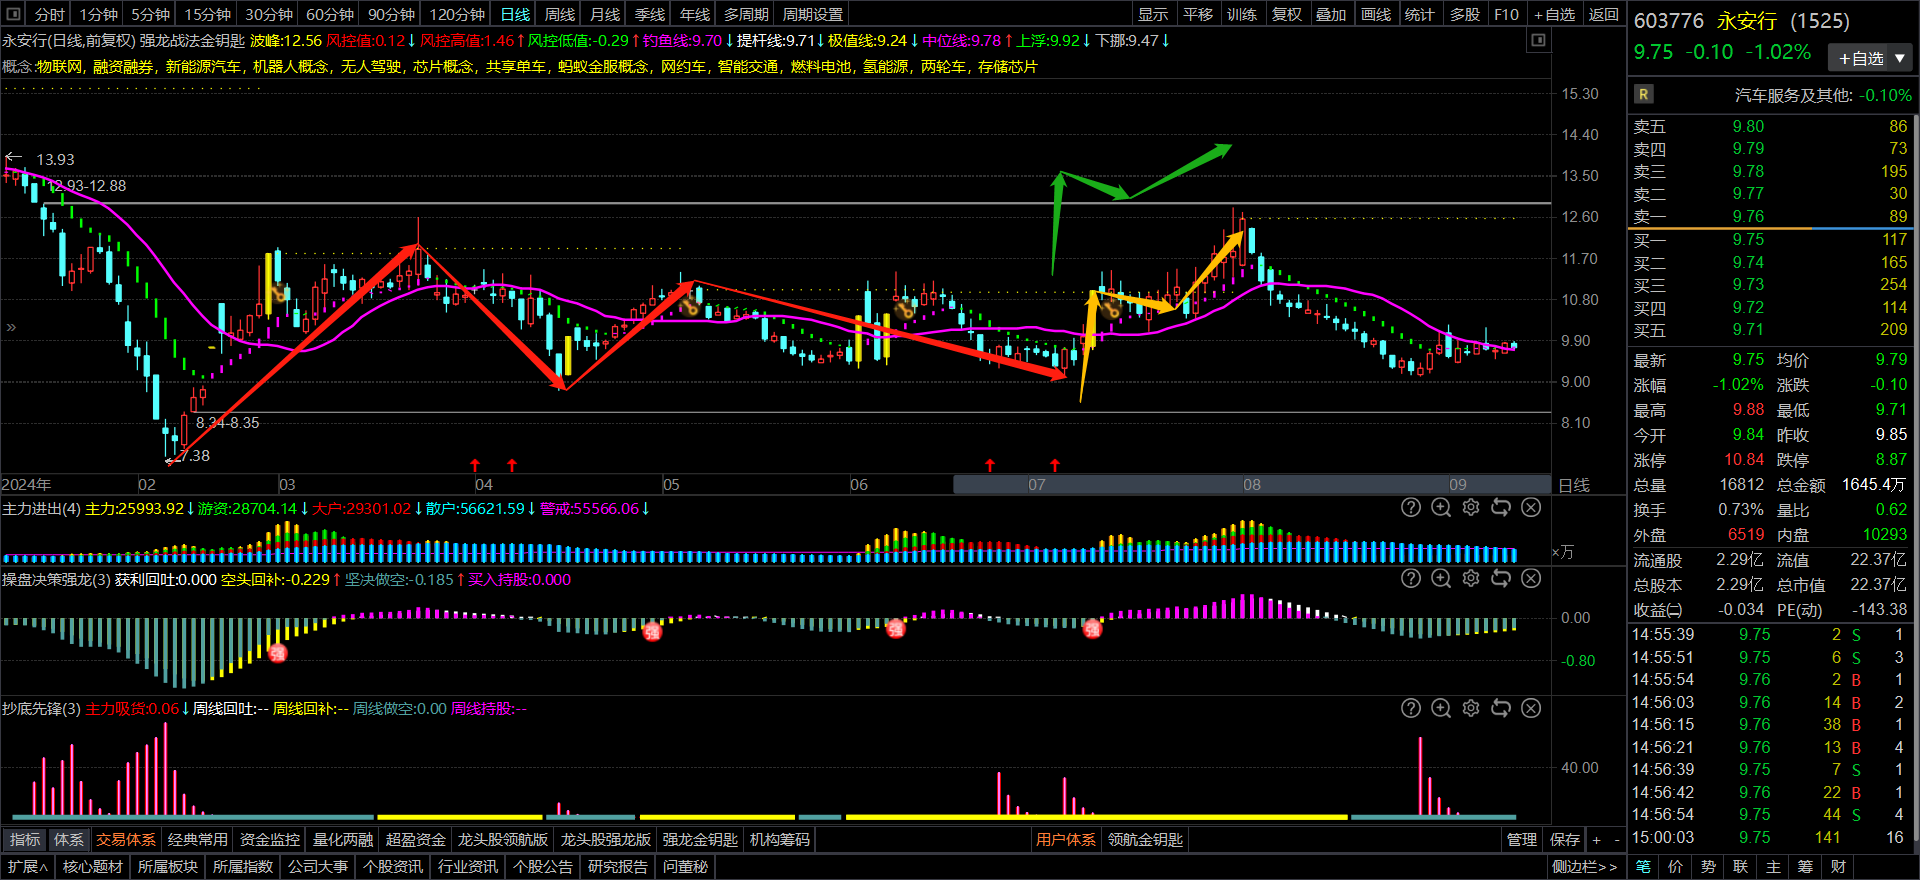 分时 1分钟 5分钟 15分钟 30分钟 60分钟 90分钟 120分钟 日线 周线 月线 季线 年线 多周期 周期设置 显示 平移 训练 复权 叠加 画线 统计 多股 F10 +自选 返回
永安行(日线,前复权) 强龙战法金钥匙 波峰:12.56 风控值:0.12↓ 风控高值:1.46↑ 风控低值:-0.29↑ 钓鱼线:9.70↓ 提杆线:9.71↓ 极值线:9.24↓ 中位线:9.78↑ 上浮:9.92↓ 下挪:9.47↓
概念:物联网, 融资融券, 新能源汽车, 机器人概念, 无人驾驶, 芯片概念, 共享单车, 蚂蚁金服概念, 网约车, 智能交通, 燃料电池, 氢能源, 两轮车, 存储芯片
15.30
14.40
13.50
12.60
11.70
10.80
9.90
9.00
8.10
13.93
12.93-12.88
8.34-8.35
7.38
»
2024年 02 03 04 05 06 07 08 09 日线
主力进出(4) 主力:25993.92↓ 游资:28704.14↓ 大户:29301.02↓ 散户:56621.59↓ 警戒:55566.06↓
×万
操盘决策强龙(3) 获利回吐:0.000 空头回补:-0.229↑ 坚决做空:-0.185↑ 买入持股:0.000
强 强 强 强
0.00
-0.80
抄底先锋(3) 主力吸货:0.06↓ 周线回吐:-- 周线回补:-- 周线做空:0.00 周线持股:--
40.00
指标 体系 交易体系 经典常用 资金监控 量化两融 超盈资金 龙头股领航版 龙头股强龙版 强龙金钥匙 机构筹码 用户体系 领航金钥匙 管理 保存 + -
扩展∧ 核心题材 所属板块 所属指数 公司大事 个股资讯 行业资讯 个股公告 研究报告 问董秘 侧边栏>>
603776 永安行 (1525)
9.75 -0.10 -1.02% +自选 ▼
R 汽车服务及其他: -0.10%
卖五 9.80 86
卖四 9.79 73
卖三 9.78 195
卖二 9.77 30
卖一 9.76 89
买一 9.75 117
买二 9.74 165
买三 9.73 254
买四 9.72 114
买五 9.71 209
最新 9.75 均价 9.79
涨幅 -1.02% 涨跌 -0.10
最高 9.88 最低 9.71
今开 9.84 昨收 9.85
涨停 10.84 跌停 8.87
总量 16812 总金额 1645.4万
换手 0.73% 量比 0.62
外盘 6519 内盘 10293
流通股 2.29亿 流值 22.37亿
总股本 2.29亿 总市值 22.37亿
收益㈡ -0.034 PE(动) -143.38
14:55:39 9.75 2 S 1
14:55:51 9.75 6 S 3
14:55:54 9.76 2 B 1
14:56:03 9.76 14 B 2
14:56:15 9.76 38 B 1
14:56:21 9.76 13 B 4
14:56:39 9.75 7 S 1
14:56:42 9.76 22 B 1
14:56:54 9.75 44 S 4
15:00:03 9.75 141 16
笔 价 势 联 主 筹 财